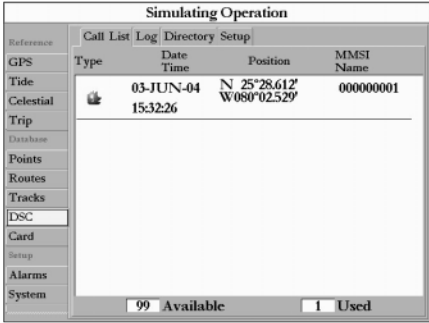 Simulating Operation
Call List Log Directory Setup
Reference
GPS
Tide
Celestial
Trip
Database
Points
Routes
Tracks
DSC
Card
Setup
Alarms
System
Type Date Time Position MMSI Name
03-JUN-04 N 25°28.612' 000000001
15:32:26 W080°02.529'
99 Available 1 Used